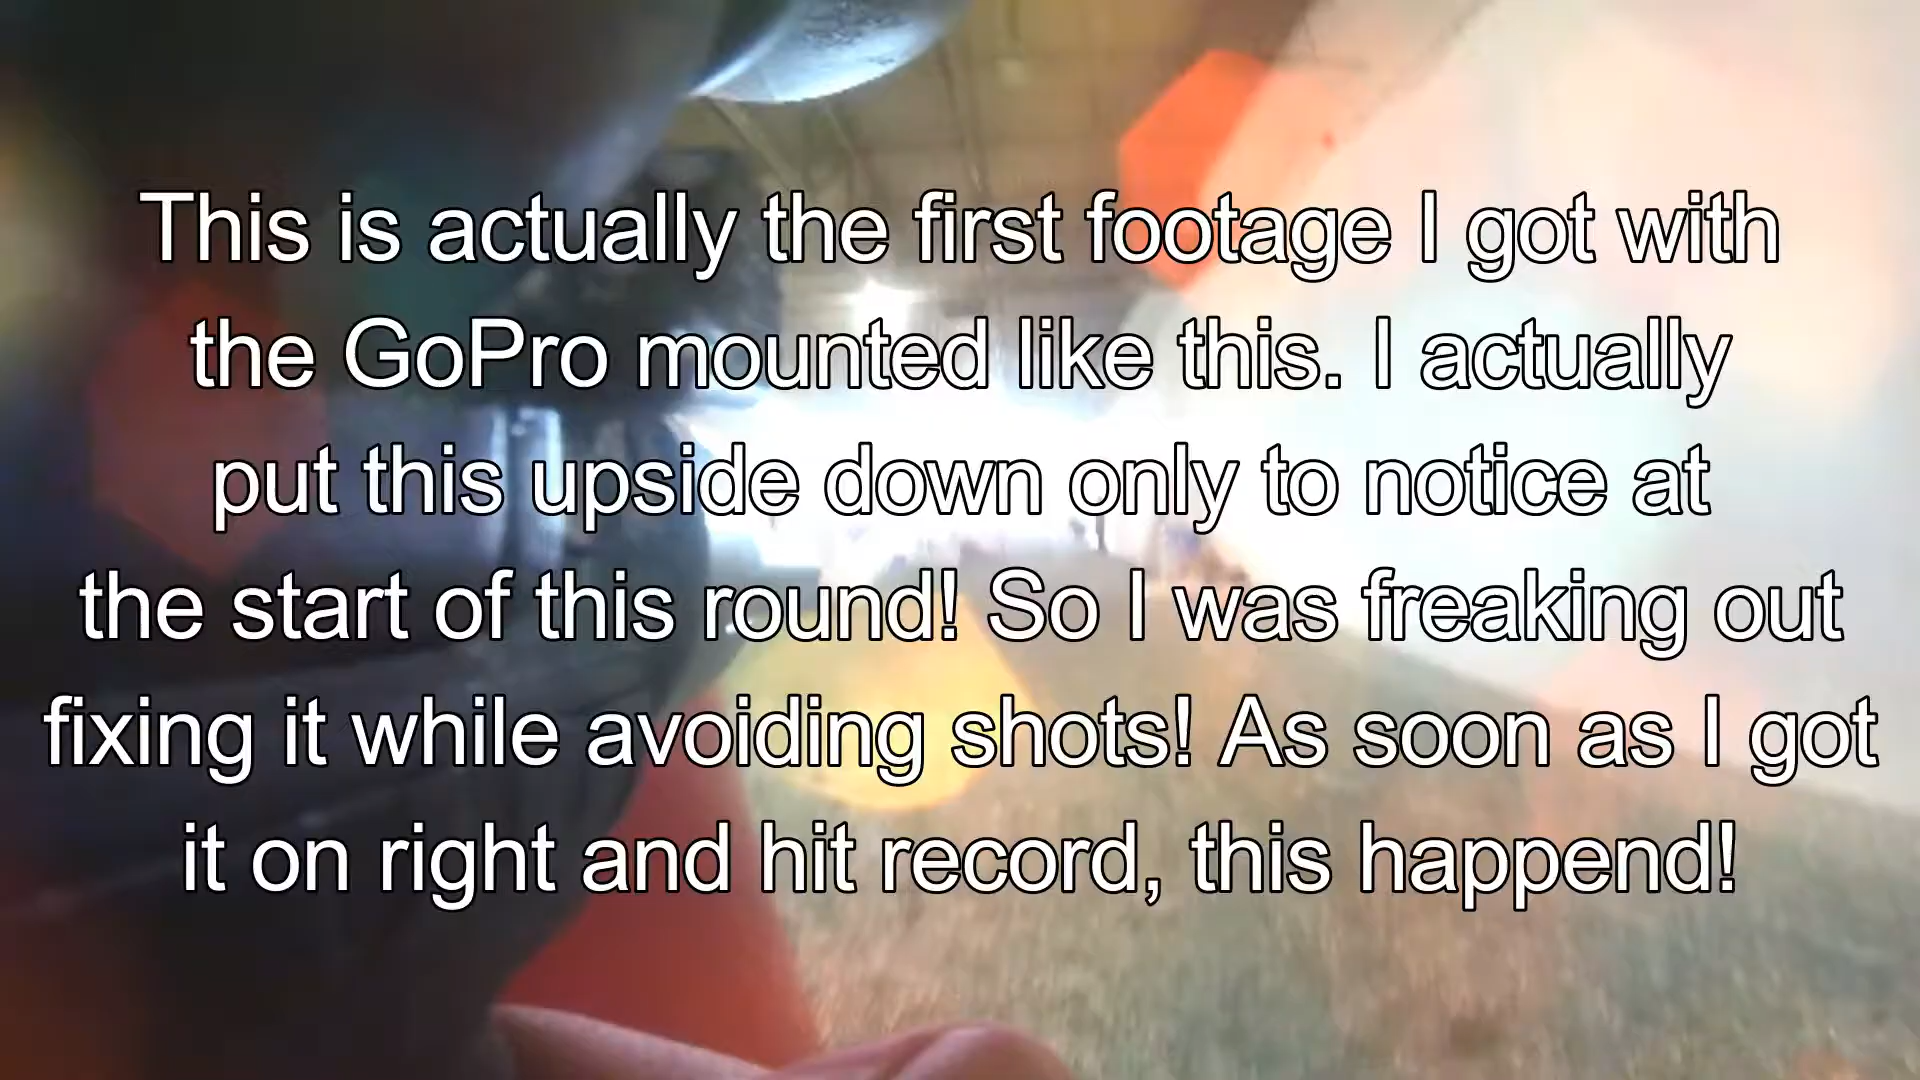 This is actually the first footage I got with
the GoPro mounted like this. I actually
put this upside down only to notice at
the start of this round! So I was freaking out
fixing it while avoiding shots! As soon as I got
it on right and hit record, this happend!